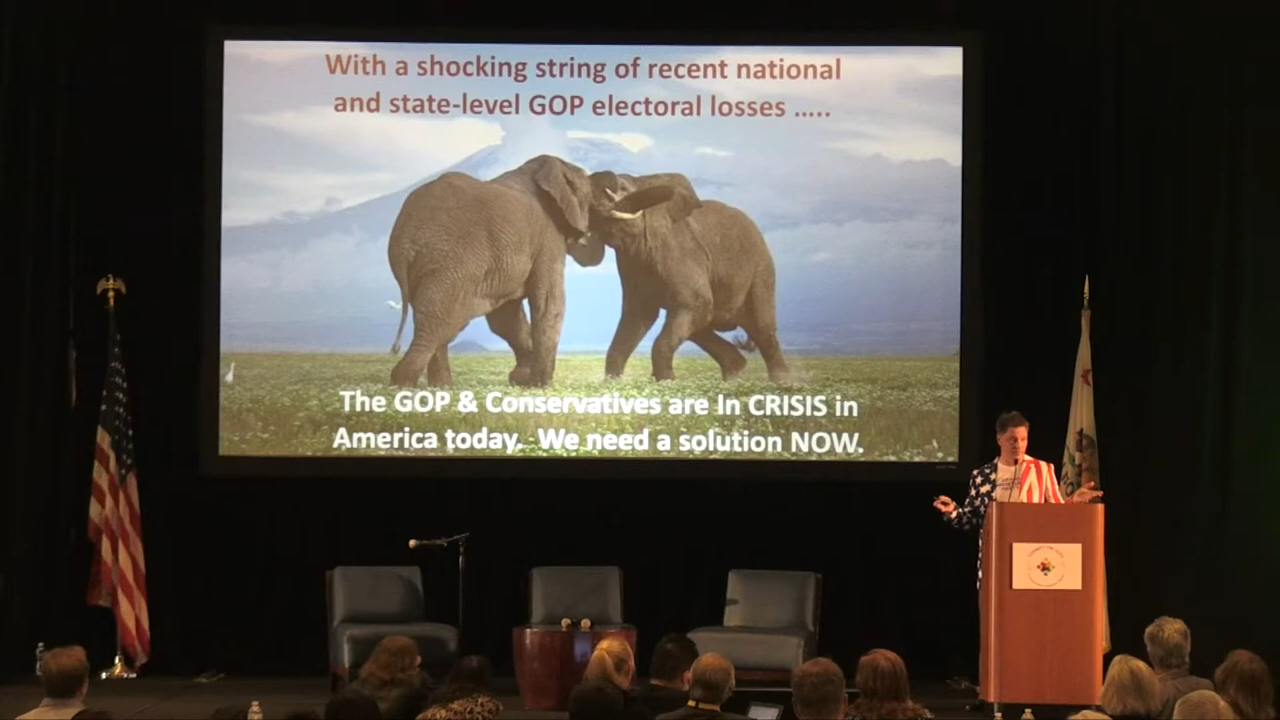 With a shocking string of recent national
and state-level GOP electoral losses .....
The GOP & Conservatives are In CRISIS in
America today.  We need a solution NOW.